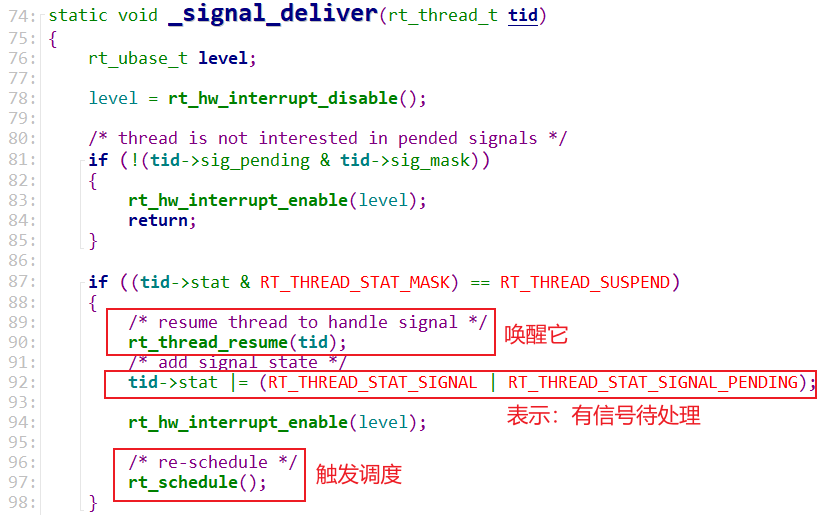 74: static void _signal_deliver(rt_thread_t tid)
75: {
76: rt_ubase_t level;
77:
78: level = rt_hw_interrupt_disable();
79:
80: /* thread is not interested in pended signals */
81: if (!(tid->sig_pending & tid->sig_mask))
82: {
83: rt_hw_interrupt_enable(level);
84: return;
85: }
86:
87: if ((tid->stat & RT_THREAD_STAT_MASK) == RT_THREAD_SUSPEND)
88: {
89: /* resume thread to handle signal */
90: rt_thread_resume(tid);
唤醒它
91: /* add signal state */
92: tid->stat |= (RT_THREAD_STAT_SIGNAL | RT_THREAD_STAT_SIGNAL_PENDING);
93:
表示：有信号待处理
94: rt_hw_interrupt_enable(level);
95:
96: /* re-schedule */
97: rt_schedule();
触发调度
98: }